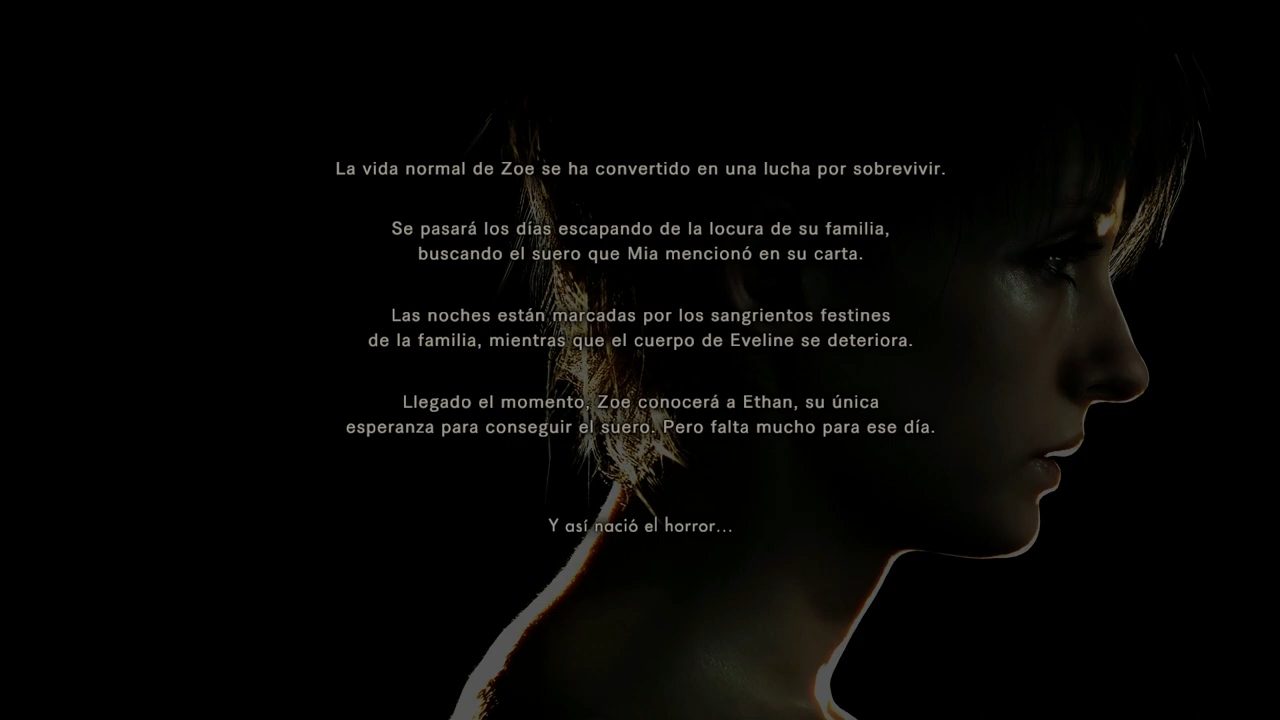 La vida normal de Zoe se ha convertido en una lucha por sobrevivir.
Se pasará los días escapando de la locura de su familia,
buscando el suero que Mia mencionó en su carta.
Las noches están marcadas por los sangrientos festines
de la familia, mientras que el cuerpo de Eveline se deteriora.
Llegado el momento, Zoe conocerá a Ethan, su única
esperanza para conseguir el suero. Pero falta mucho para ese día.
Y así nació el horror...